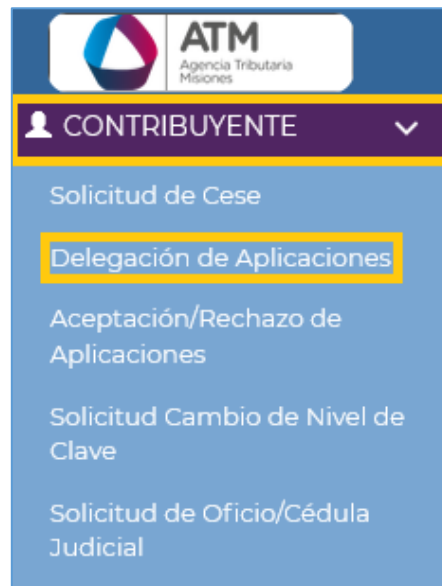 ATM
Agencia Tributaria
Misiones
CONTRIBUYENTE
Solicitud de Cese
Delegación de Aplicaciones
Aceptación/Rechazo de
Aplicaciones
Solicitud Cambio de Nivel de
Clave
Solicitud de Oficio/Cédula
Judicial